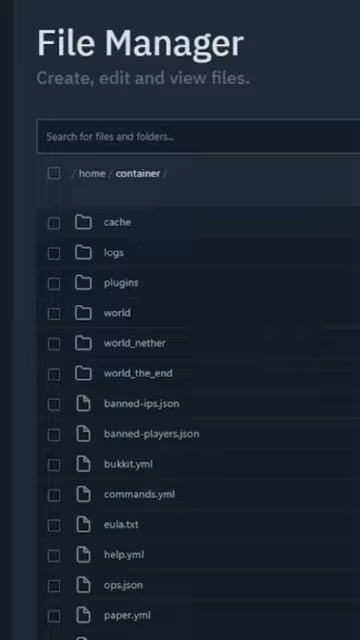 File Manager
Create, edit and view files.
Search for files and folders...
/ home / container /
cache
logs
plugins
world
world_nether
world_the_end
banned-ips.json
banned-players.json
bukkit.yml
commands.yml
eula.txt
help.yml
ops.json
paper.yml